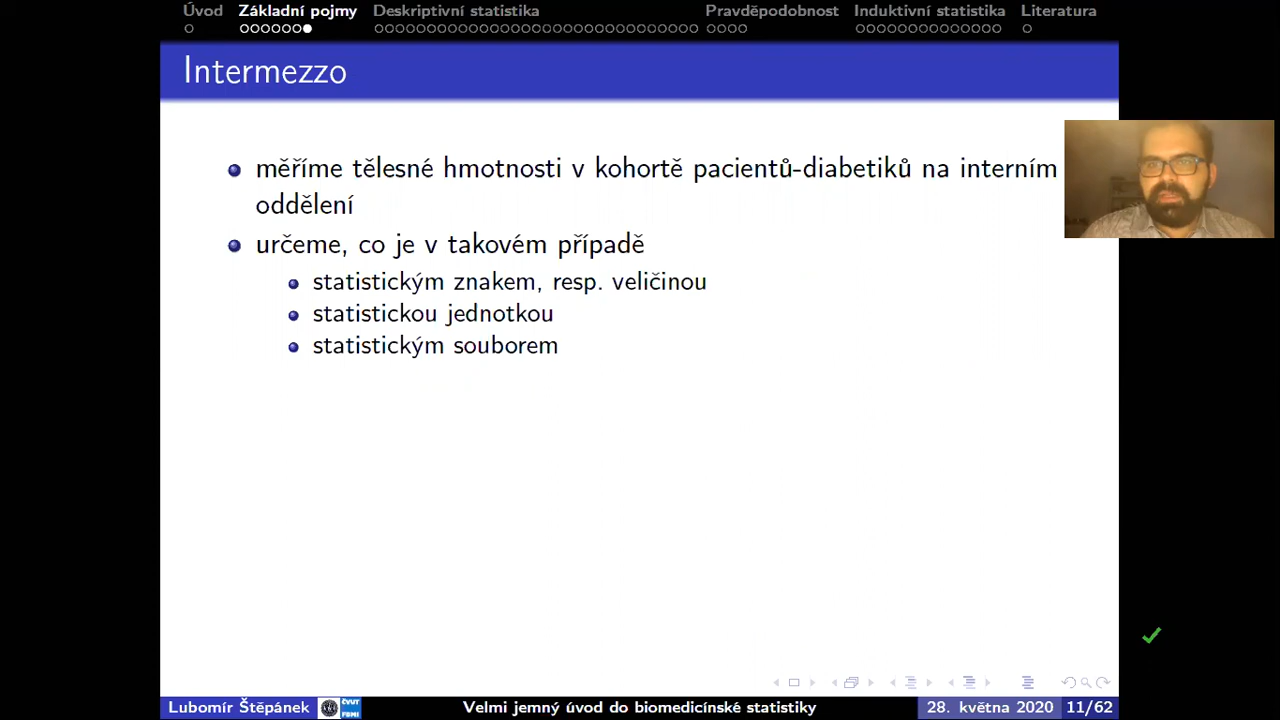 Úvod Základní pojmy Deskriptivní statistika Pravděpodobnost Induktivní statistika Literatura
Intermezzo
měříme tělesné hmotnosti v kohortě pacientů-diabetiků na interním
oddělení
určeme, co je v takovém případě
statistickým znakem, resp. veličinou
statistickou jednotkou
statistickým souborem
Lubomír Štěpánek ČVUT FBMI Velmi jemný úvod do biomedicínské statistiky 28. května 2020 11/62